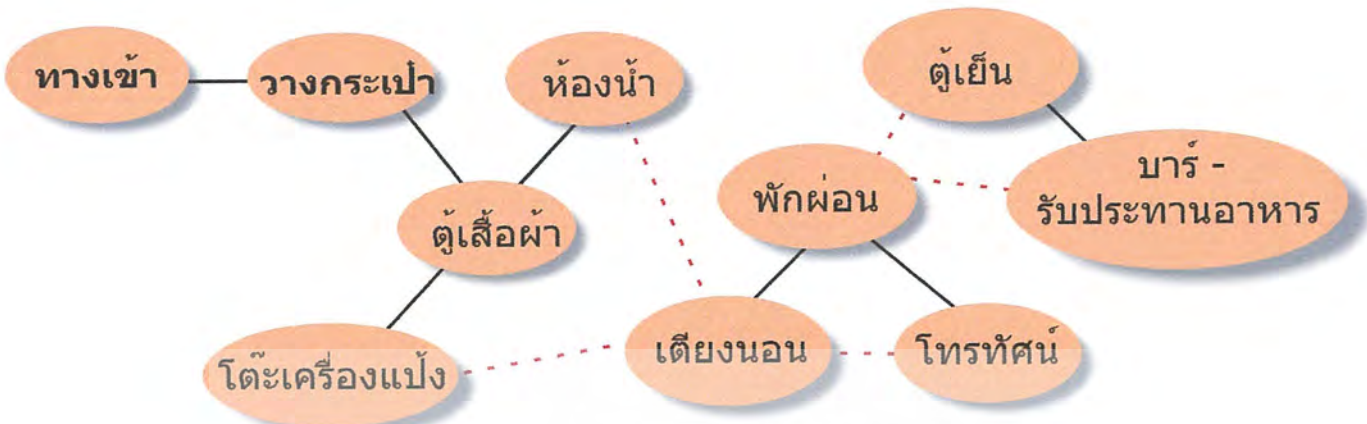 ทางเข้า
วางกระเป๋า
ห้องน้ำ
ตู้เย็น
บาร์ -
รับประทานอาหาร
พักผ่อน
ตู้เสื้อผ้า
เตียงนอน
โทรทัศน์
โต๊ะเครื่องแป้ง